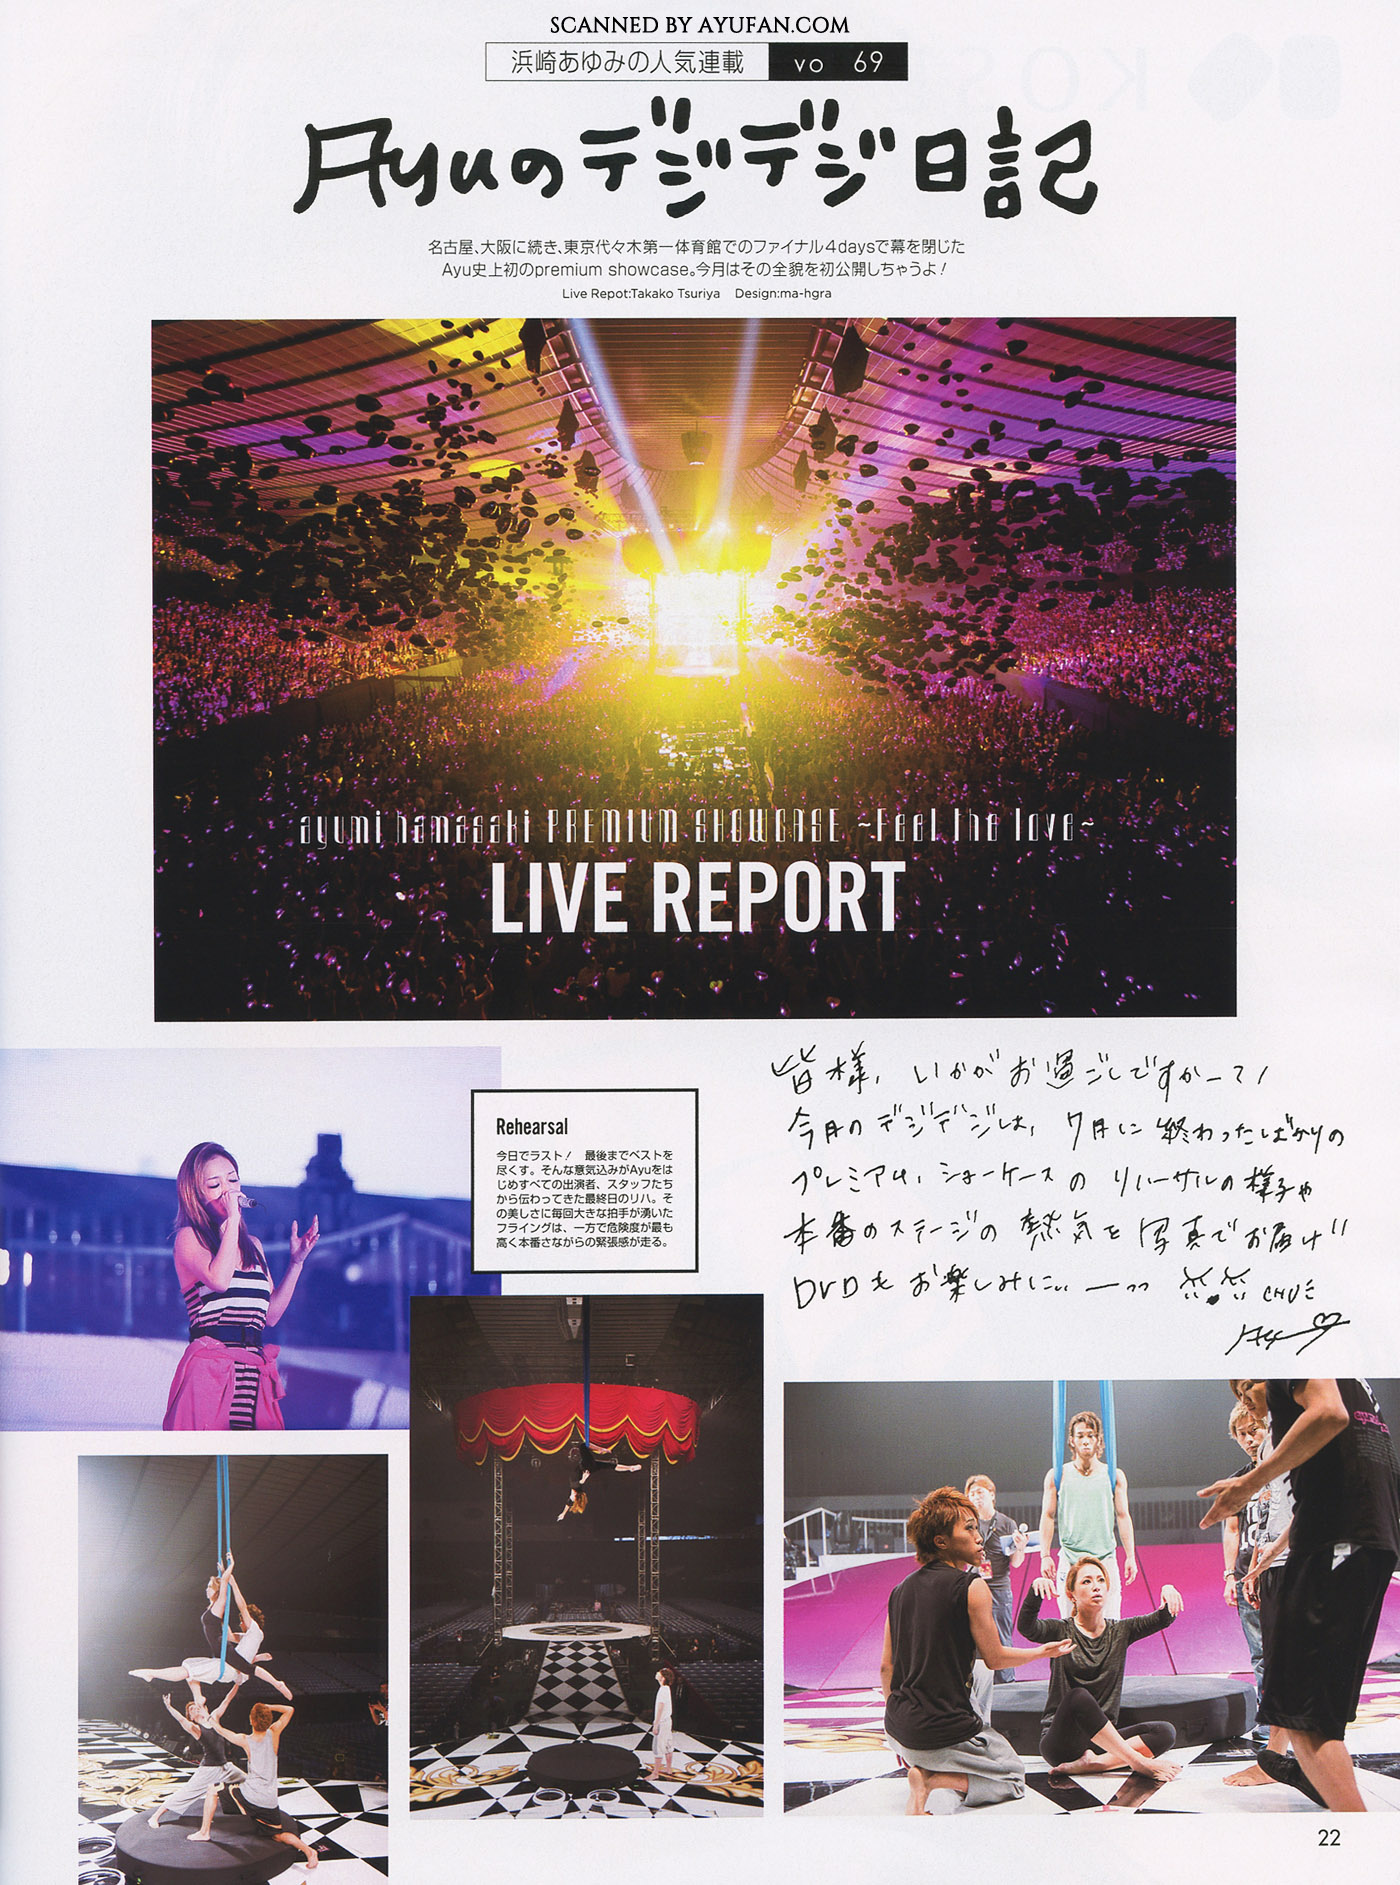 SCANNED BY AYUFAN.COM
浜崎あゆみの人気連載 vo 69
Ayuのデジデジ日記
名古屋、大阪に続き、東京代々木第一体育館でのファイナル4daysで幕を閉じた
Ayu史上初のpremium showcase。今月はその全貌を初公開しちゃうよ！
Live Repot:Takako Tsuriya Design:ma-hgra
ayumi hamasaki PREMIUM SHOWCASE ~Feel the love~
LIVE REPORT
皆様、いかがお過ごしですかーて!
今月のデジデジは、7月に終わったばかりの
プレミアム、ショーケースのリハーサルの様子や
本番のステージの熱気を写真でお届け!!
DVDもお楽しみに
Rehearsal
今日でラスト！ 最後までベストを
尽くす。そんな意気込みがAyuをは
じめすべての出演者、スタッフたち
から伝わってきた最終日のリハ。そ
の美しさに毎回大きな拍手が湧いた
フライングは、一方で危険度が最も
高く本番さながらの緊張感が走る。
22